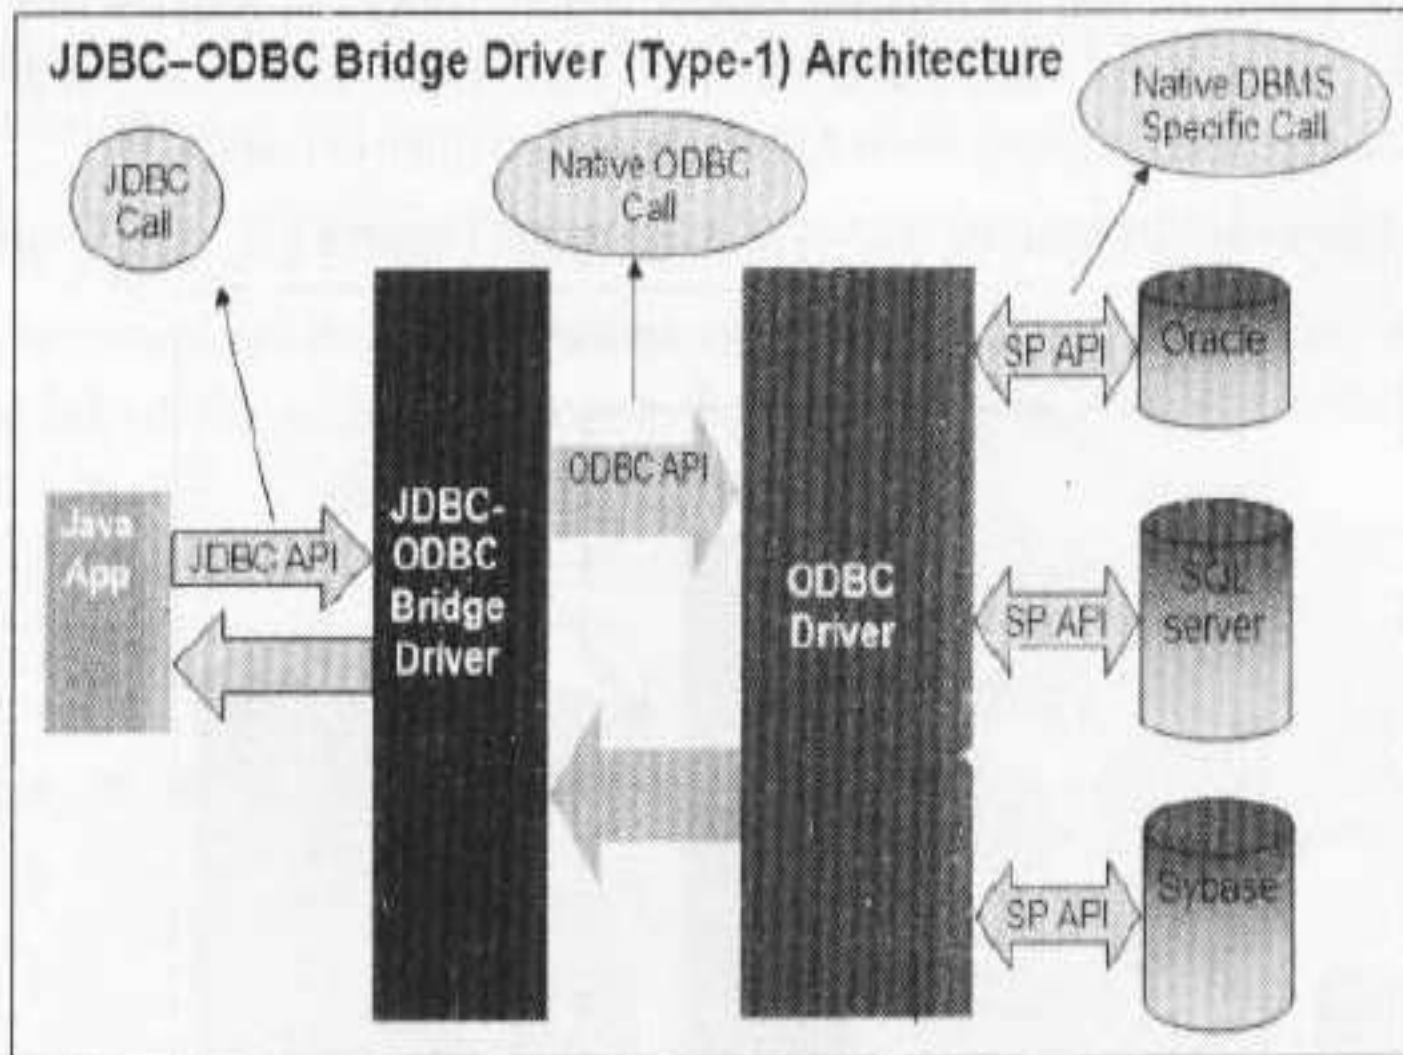 JDBC–ODBC Bridge Driver (Type-1) Architecture
Native DBMS
Specific Call
JDBC
Call
Native ODBC
Call
Java
App
JDBC API
JDBC-
ODBC
Bridge
Driver
ODBC API
ODBC
Driver
SP API
Oracle
SP API
SQL
server
SP API
Sybase